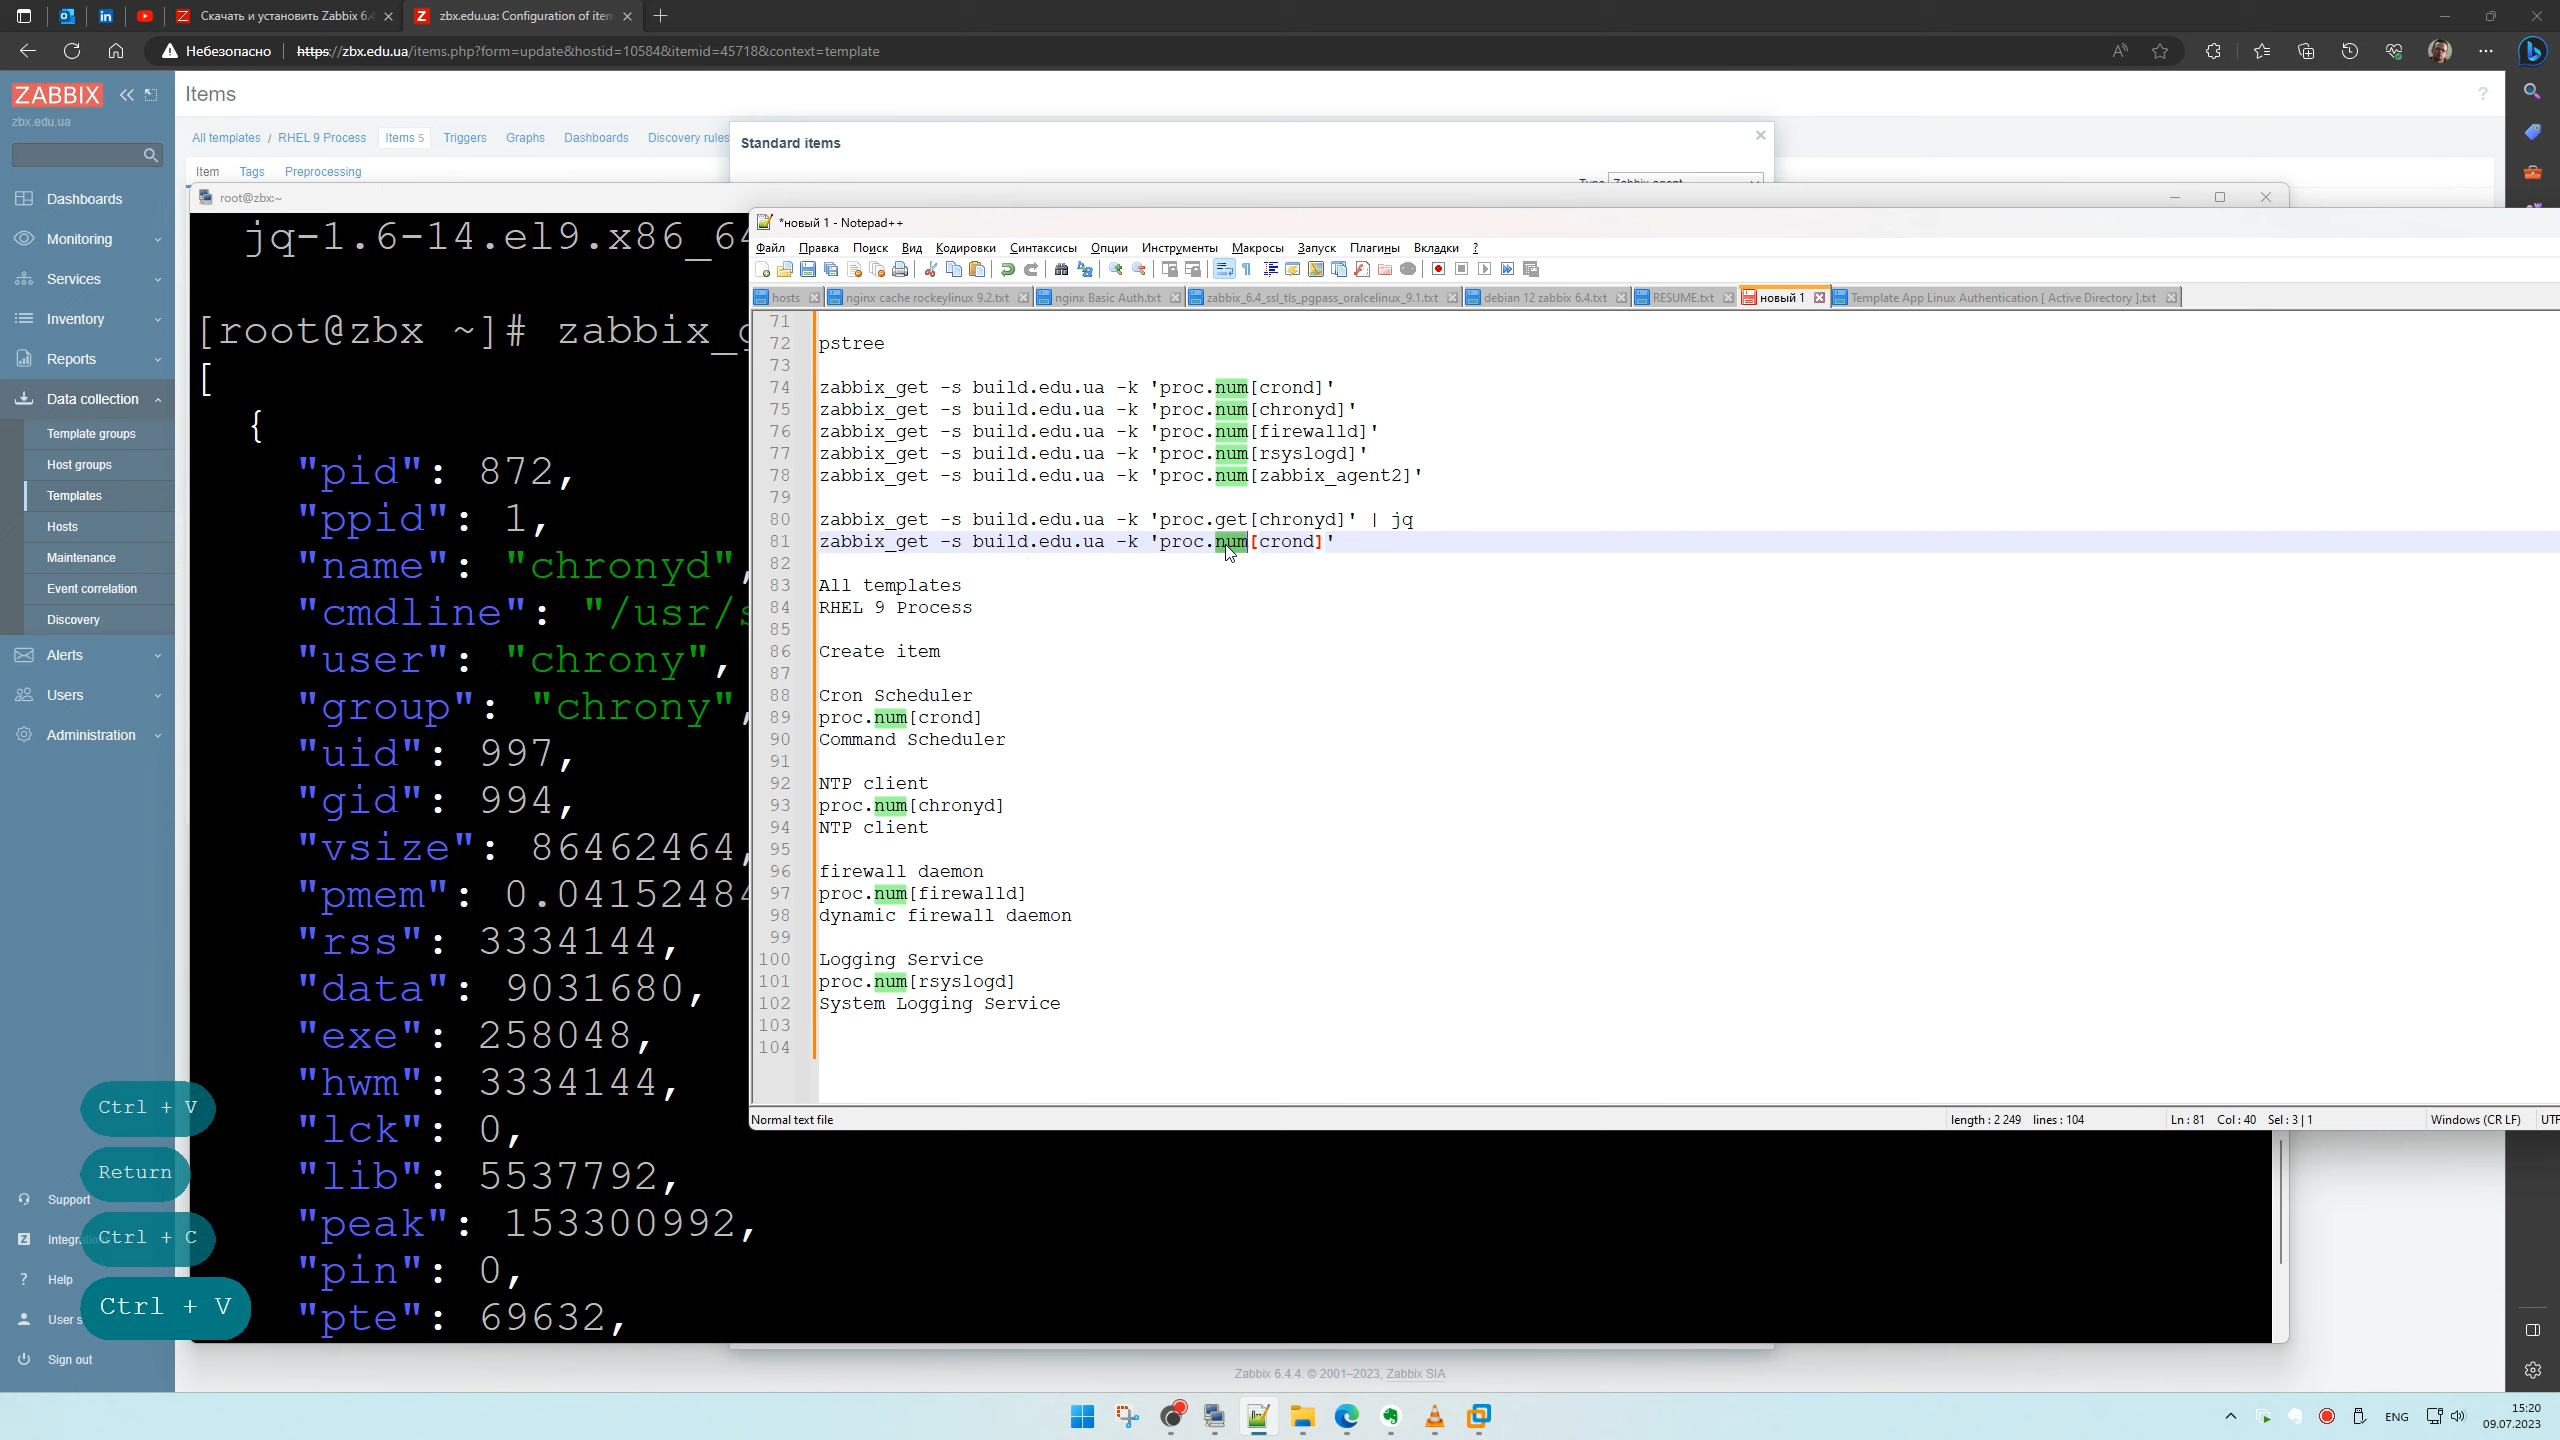 Скачать и установить Zabbix 6.4
zbx.edu.ua: Configuration of item
Небезопасно
https://zbx.edu.ua/items.php?form=update&hostid=10584&itemid=45718&context=template
ZABBIX
zbx.edu.ua
Dashboards
Monitoring
Services
Inventory
Reports
Data collection
Template groups
Host groups
Templates
Hosts
Maintenance
Event correlation
Discovery
Alerts
Users
Administration
Support
Integr
Help
User s
Sign out
Items
All templates / RHEL 9 Process Items 5 Triggers Graphs Dashboards Discovery rules
Item Tags Preprocessing
Standard items
root@zbx:~
jq-1.6-14.el9.x86_64
[root@zbx ~]# zabbix_g
[
{
"pid": 872,
"ppid": 1,
"name": "chronyd",
"cmdline": "/usr/s
"user": "chrony",
"group": "chrony",
"uid": 997,
"gid": 994,
"vsize": 86462464,
"pmem": 0.04152484
"rss": 3334144,
"data": 9031680,
"exe": 258048,
"hwm": 3334144,
"lck": 0,
"lib": 5537792,
"peak": 153300992,
"pin": 0,
"pte": 69632,
*новый 1 - Notepad++
Файл Правка Поиск Вид Кодировки Синтаксисы Опции Инструменты Макросы Запуск Плагины Вкладки ?
hosts nginx cache rockeylinux 9.2.txt nginx Basic Auth.txt zabbix_6.4_ssl_tls_pgpass_oralcelinux_9.1.txt debian 12 zabbix 6.4.txt RESUME.txt новый 1 Template App Linux Authentication [ Active Directory ].txt
71
72 pstree
73
74 zabbix_get -s build.edu.ua -k 'proc.num[crond]'
75 zabbix_get -s build.edu.ua -k 'proc.num[chronyd]'
76 zabbix_get -s build.edu.ua -k 'proc.num[firewalld]'
77 zabbix_get -s build.edu.ua -k 'proc.num[rsyslogd]'
78 zabbix_get -s build.edu.ua -k 'proc.num[zabbix_agent2]'
79
80 zabbix_get -s build.edu.ua -k 'proc.get[chronyd]' | jq
81 zabbix_get -s build.edu.ua -k 'proc.num[crond]'
82
83 All templates
84 RHEL 9 Process
85
86 Create item
87
88 Cron Scheduler
89 proc.num[crond]
90 Command Scheduler
91
92 NTP client
93 proc.num[chronyd]
94 NTP client
95
96 firewall daemon
97 proc.num[firewalld]
98 dynamic firewall daemon
99
100 Logging Service
101 proc.num[rsyslogd]
102 System Logging Service
103
104
Normal text file length : 2 249 lines : 104 Ln : 81 Col : 40 Sel : 3 | 1 Windows (CR LF) UTF
Ctrl + V
Return
Ctrl + C
Ctrl + V
Zabbix 6.4.4. © 2001–2023, Zabbix SIA
ENG
15:20
09.07.2023